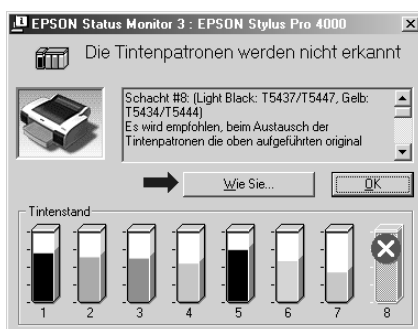 EPSON Status Monitor 3 : EPSON Stylus Pro 4000
Die Tintenpatronen werden nicht erkannt
Schacht #8: (Light Black: T5437/T5447, Gelb:
T5434/T5444)
Es wird empfohlen, beim Austausch der
Tintenpatronen die oben aufgeführten original
Wie Sie...
OK
Tintenstand
1 2 3 4 5 6 7 8